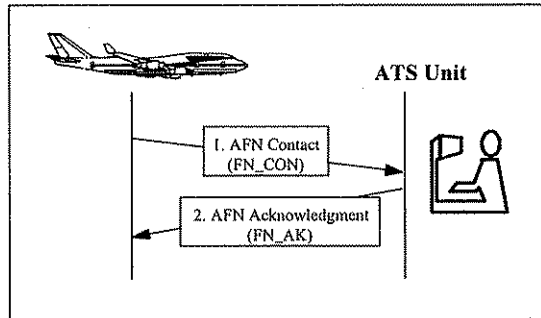 ATS Unit
1. AFN Contact
(FN_CON)
2. AFN Acknowledgment
(FN_AK)